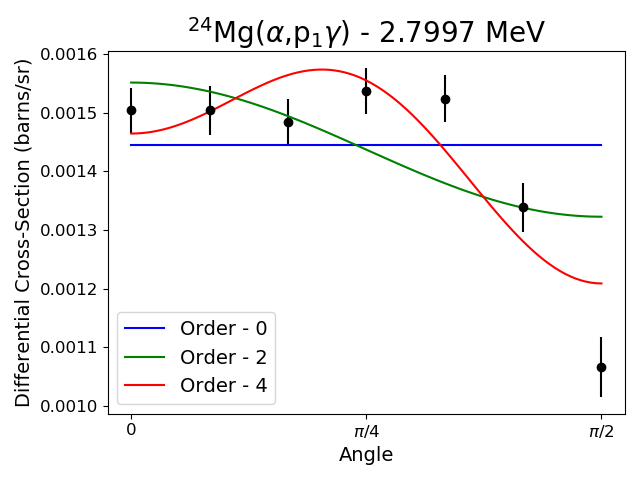 ²⁴Mg(α,p₁γ) - 2.7997 MeV
Differential Cross-Section (barns/sr)
0.0016
0.0015
0.0014
0.0013
0.0012
0.0011
0.0010
Order - 0
Order - 2
Order - 4
0
π/4
π/2
Angle